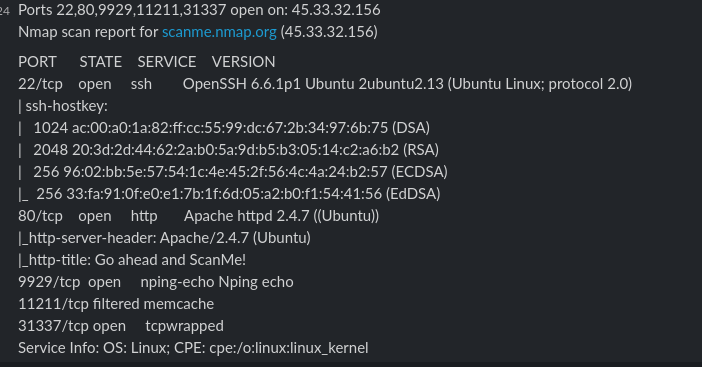 24 Ports 22,80,9929,11211,31337 open on: 45.33.32.156
Nmap scan report for scanme.nmap.org (45.33.32.156)
PORT STATE SERVICE VERSION
22/tcp open ssh OpenSSH 6.6.1p1 Ubuntu 2ubuntu2.13 (Ubuntu Linux; protocol 2.0)
| ssh-hostkey:
| 1024 ac:00:a0:1a:82:ff:cc:55:99:dc:67:2b:34:97:6b:75 (DSA)
| 2048 20:3d:2d:44:62:2a:b0:5a:9d:b5:b3:05:14:c2:a6:b2 (RSA)
| 256 96:02:bb:5e:57:54:1c:4e:45:2f:56:4c:4a:24:b2:57 (ECDSA)
|_ 256 33:fa:91:0f:e0:e1:7b:1f:6d:05:a2:b0:f1:54:41:56 (EdDSA)
80/tcp open http Apache httpd 2.4.7 ((Ubuntu))
|_http-server-header: Apache/2.4.7 (Ubuntu)
|_http-title: Go ahead and ScanMe!
9929/tcp open nping-echo Nping echo
11211/tcp filtered memcache
31337/tcp open tcpwrapped
Service Info: OS: Linux; CPE: cpe:/o:linux:linux_kernel